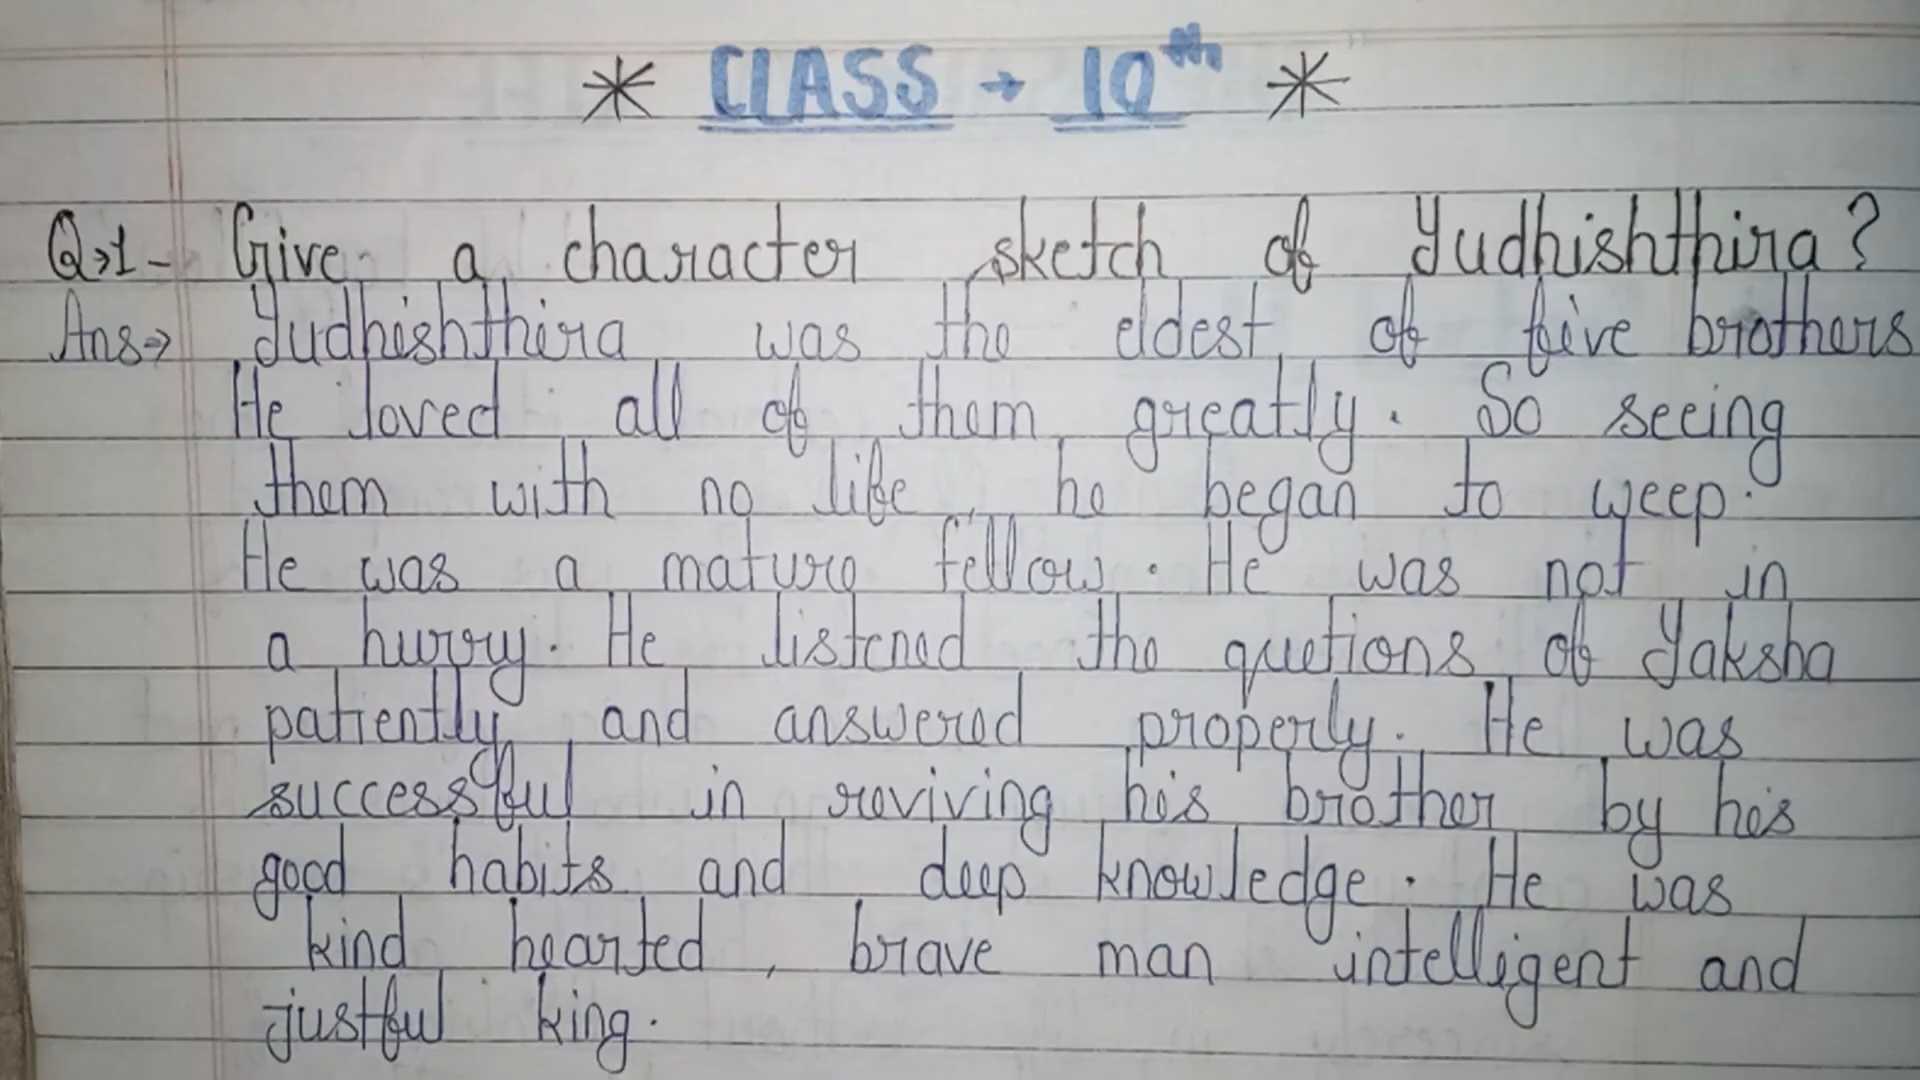 * CLASS → 10th *
Q→1- Give a character sketch of Yudhishthira?
Ans→ Yudhishthira was the eldest of five brothers
He loved all of them greatly. So seeing
them with no life, he began to weep.
He was a mature fellow. He was not in
a hurry. He listened the quetions of Yaksha
patiently and answered properly. He was
successful in reviving his brother by his
good habits and deep knowledge. He was
kind hearted, brave man intelligent and
justful king.